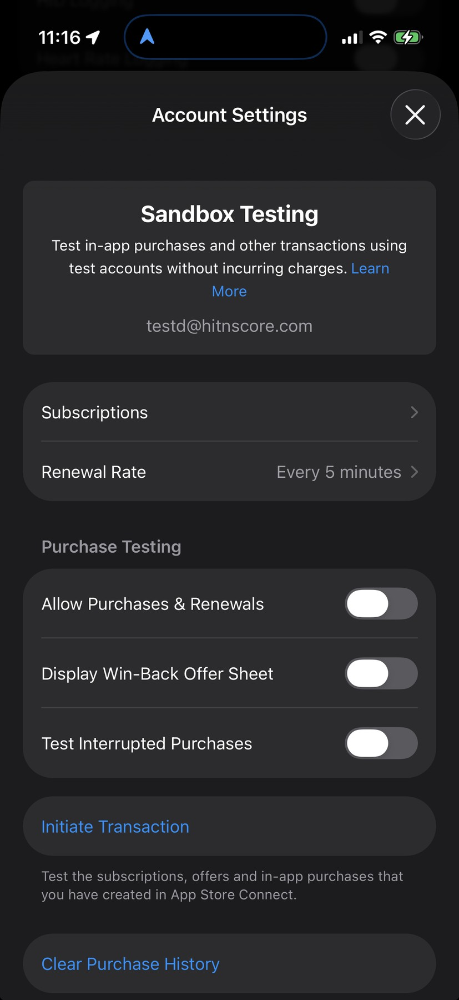 11:16
Account Settings
Sandbox Testing
Test in-app purchases and other transactions using
test accounts without incurring charges. Learn
More
testd@hitnscore.com
Subscriptions
Renewal Rate Every 5 minutes
Purchase Testing
Allow Purchases & Renewals
Display Win-Back Offer Sheet
Test Interrupted Purchases
Initiate Transaction
Test the subscriptions, offers and in-app purchases that
you have created in App Store Connect.
Clear Purchase History